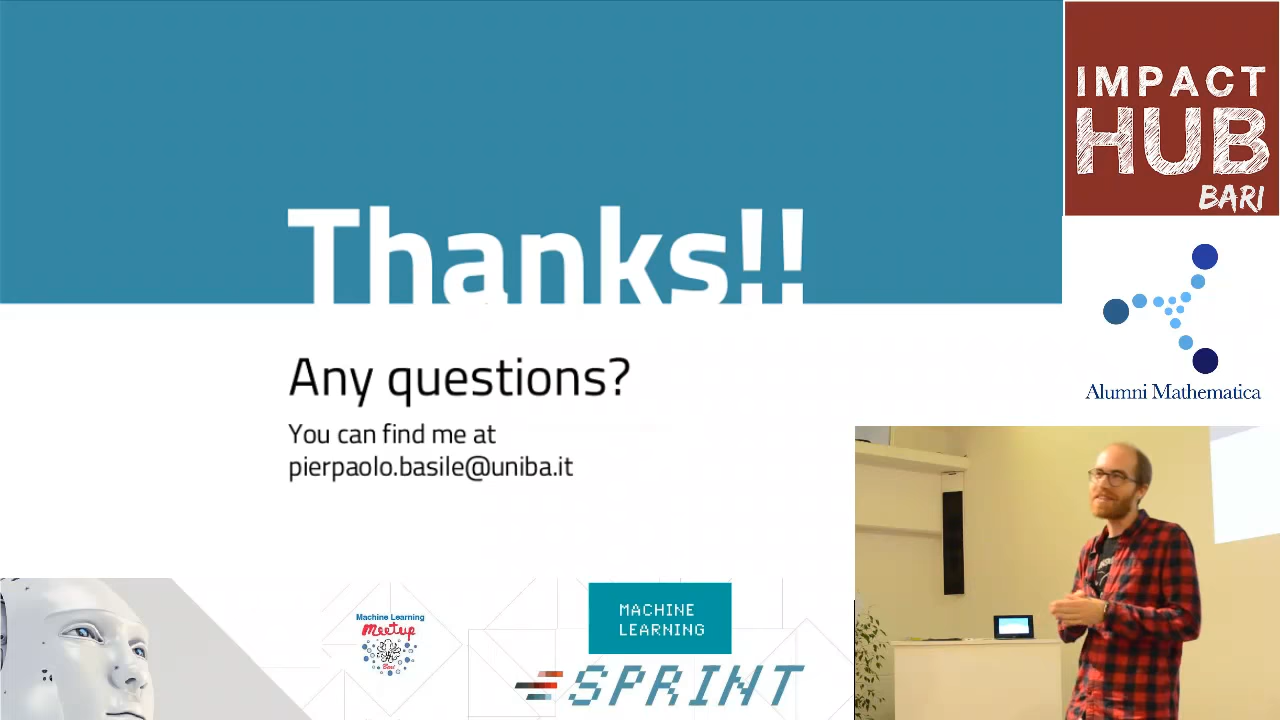 Thanks!!
Any questions?
You can find me at
pierpaolo.basile@uniba.it
IMPACT
HUB
BARI
Alumni Mathematica
Machine Learning
Meetup
Bari
MACHINE
LEARNING
SPRINT